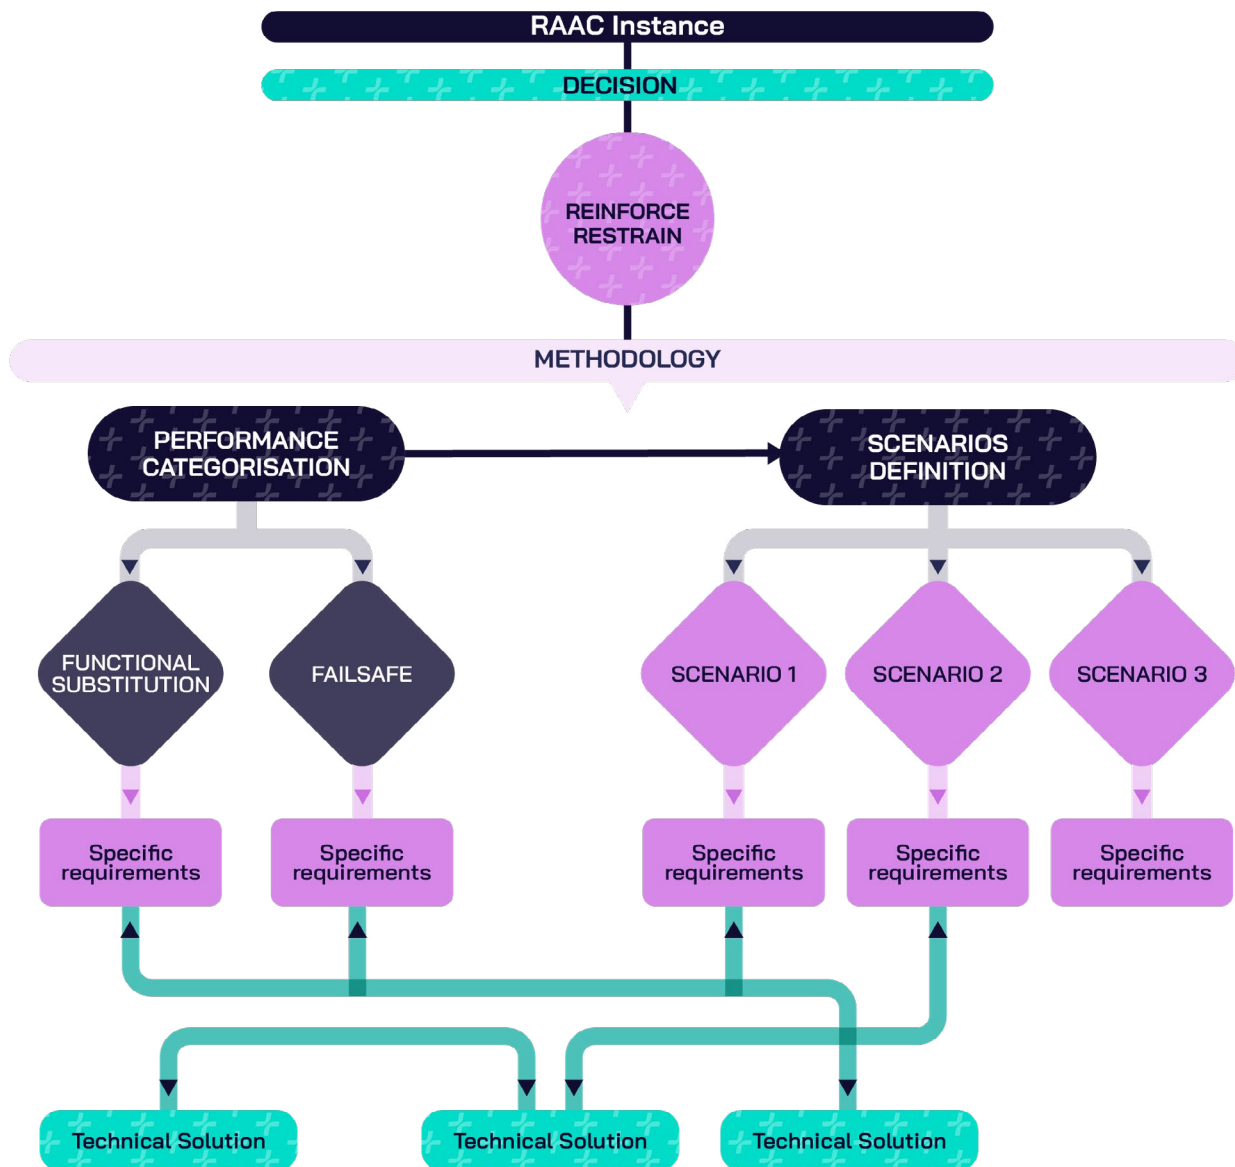 RAAC Instance
DECISION
REINFORCE
RESTRAIN
METHODOLOGY
PERFORMANCE
CATEGORISATION
SCENARIOS
DEFINITION
FUNCTIONAL
SUBSTITUTION
FAILSAFE
SCENARIO 1
SCENARIO 2
SCENARIO 3
Specific
requirements
Specific
requirements
Specific
requirements
Specific
requirements
Specific
requirements
Technical Solution
Technical Solution
Technical Solution